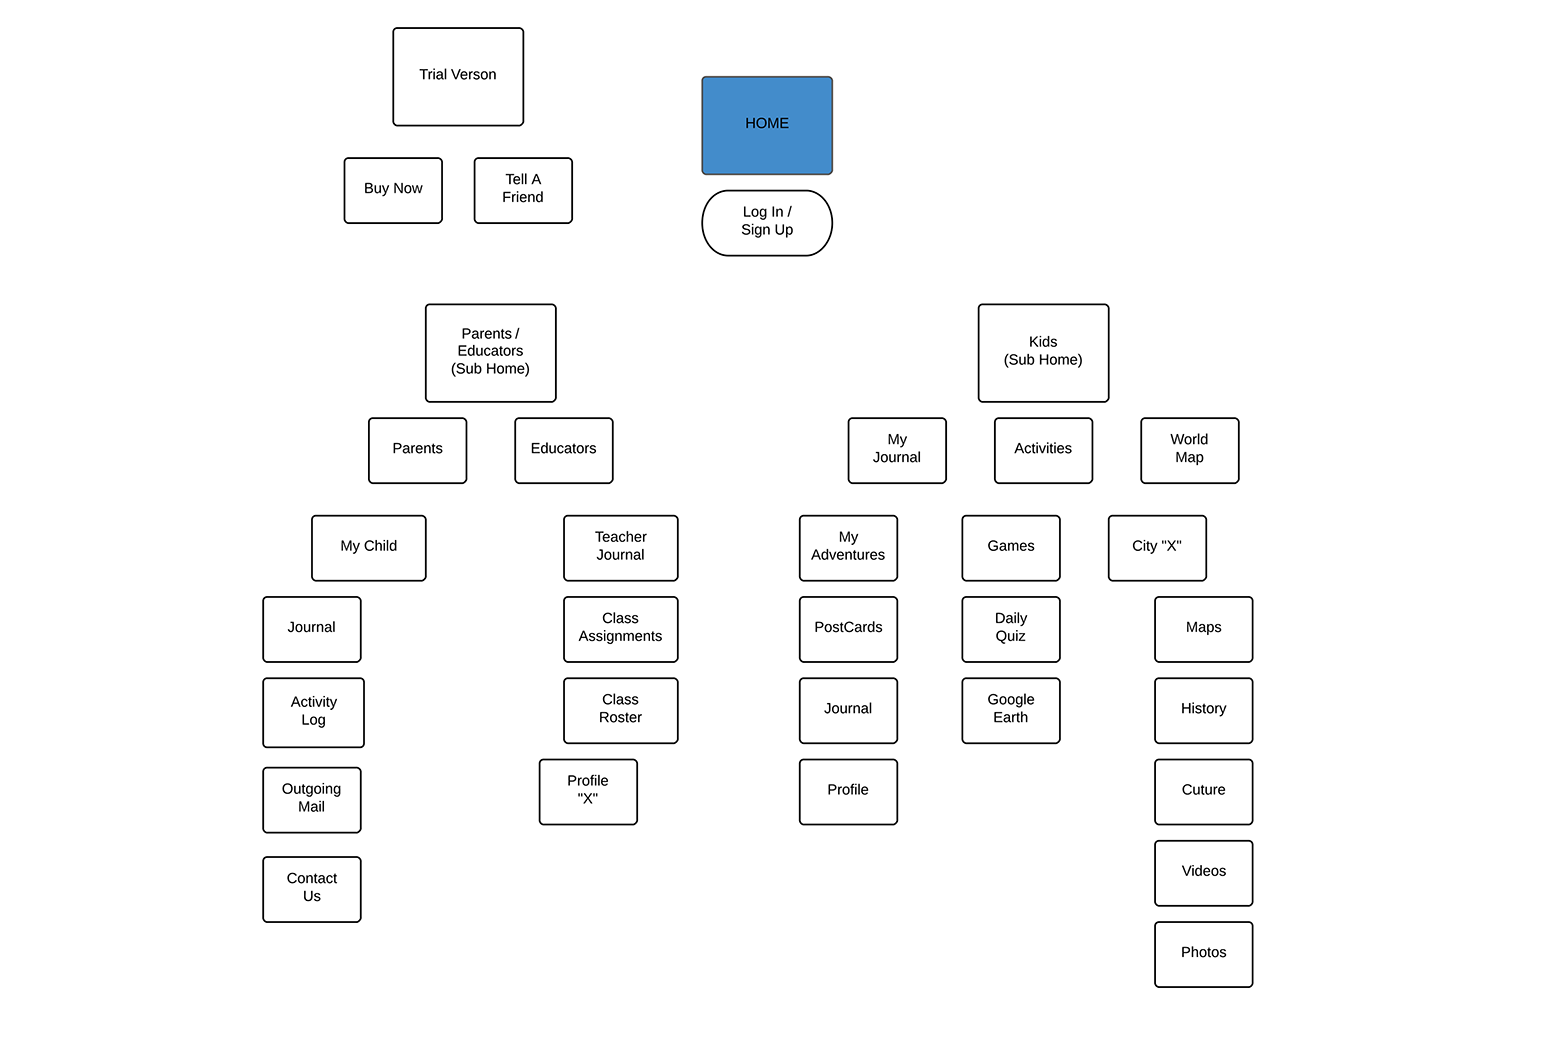 Trial Verson
HOME
Buy Now
Tell A
Friend
Log In /
Sign Up
Parents /
Educators
(Sub Home)
Kids
(Sub Home)
Parents
Educators
My
Journal
Activities
World
Map
My Child
Teacher
Journal
My
Adventures
Games
City "X"
Journal
Class
Assignments
PostCards
Daily
Quiz
Maps
Activity
Log
Class
Roster
Journal
Google
Earth
History
Outgoing
Mail
Profile
"X"
Profile
Cuture
Contact
Us
Videos
Photos